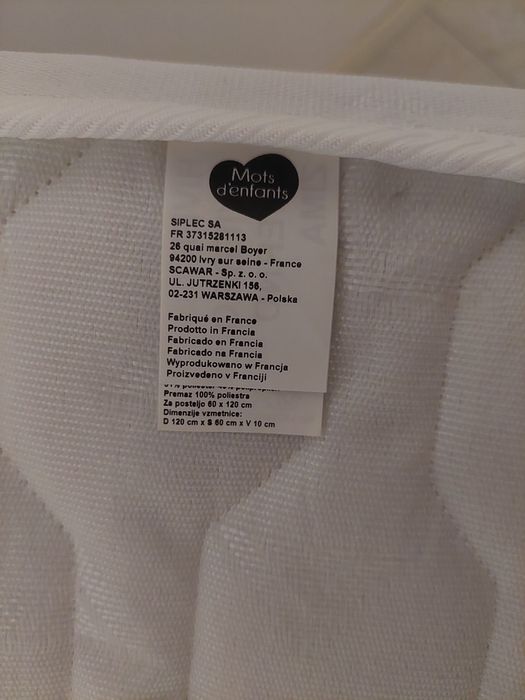 Mots
d'enfants
SIPLEC SA
FR 37315281113
26 quai marcel Boyer
94200 Ivry sur seine - France
SCAWAR - Sp. z. o. o.
UL. JUTRZENKI 156,
02-231 WARSZAWA - Polska
Fabriqué en France
Prodotto in Francia
Fabricado en Francia
Fabricado na Francia
Wyprodukowano w Francja
Proizvedeno v Franciji
Premaz 100% poliestra
Za posteljo 60 x 120 cm
Dimenzije vzmetnice:
D 120 cm x S 60 cm x V 10 cm